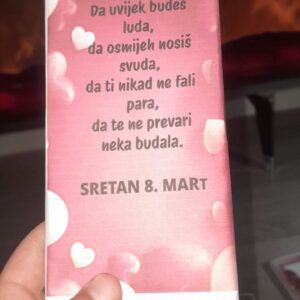 Da uvijek budeš
luda,
da osmijeh nosiš
svuda,
da ti nikad ne fali
para,
da te ne prevari
neka budala.
SRETAN 8. MART